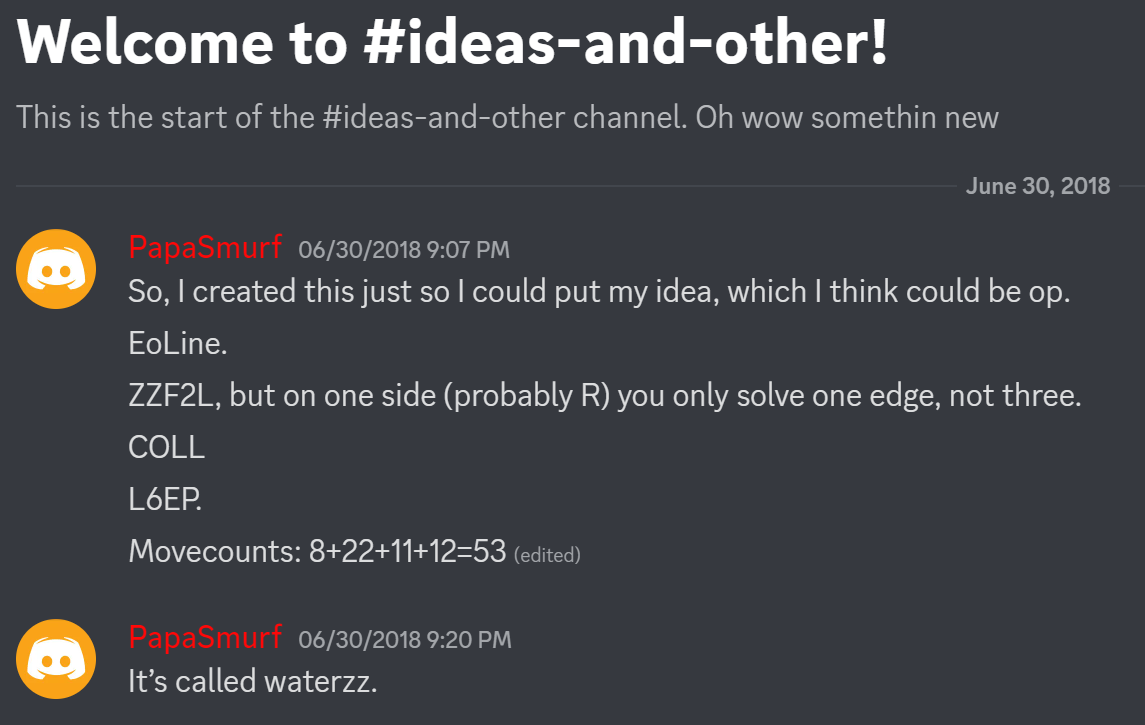 Welcome to #ideas-and-other!
This is the start of the #ideas-and-other channel. Oh wow somethin new
June 30, 2018
PapaSmurf 06/30/2018 9:07 PM
So, I created this just so I could put my idea, which I think could be op.
EoLine.
ZZF2L, but on one side (probably R) you only solve one edge, not three.
COLL
L6EP.
Movecounts: 8+22+11+12=53 (edited)
PapaSmurf 06/30/2018 9:20 PM
It’s called waterzz.